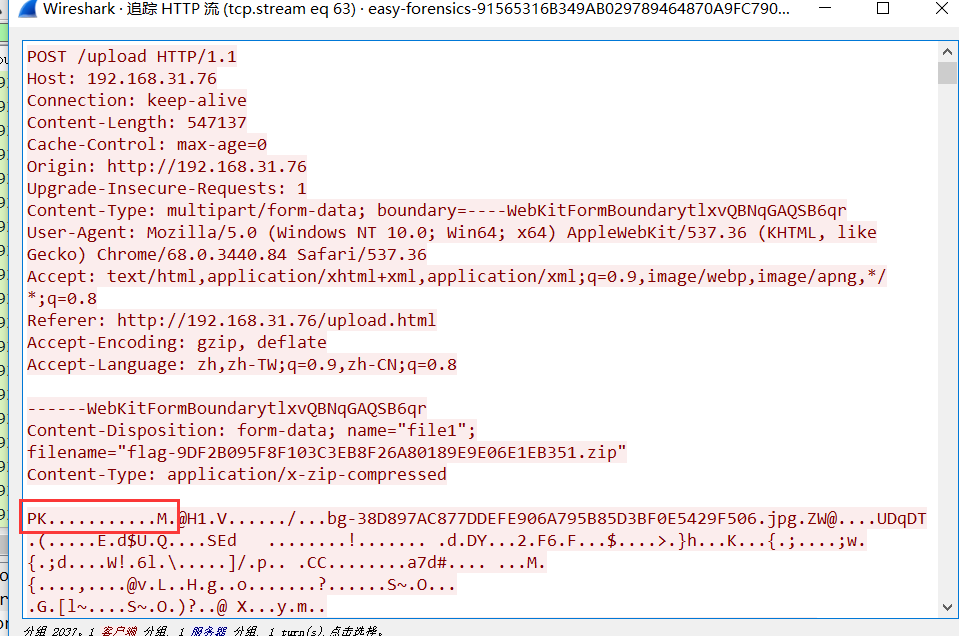 Wireshark · 追踪 HTTP 流 (tcp.stream eq 63) · easy-forensics-91565316B349AB029789464870A9FC790...
POST /upload HTTP/1.1
Host: 192.168.31.76
Connection: keep-alive
Content-Length: 547137
Cache-Control: max-age=0
Origin: http://192.168.31.76
Upgrade-Insecure-Requests: 1
Content-Type: multipart/form-data; boundary=----WebKitFormBoundarytlxvQBNqGAQSB6qr
User-Agent: Mozilla/5.0 (Windows NT 10.0; Win64; x64) AppleWebKit/537.36 (KHTML, like
Gecko) Chrome/68.0.3440.84 Safari/537.36
Accept: text/html,application/xhtml+xml,application/xml;q=0.9,image/webp,image/apng,*/
*;q=0.8
Referer: http://192.168.31.76/upload.html
Accept-Encoding: gzip, deflate
Accept-Language: zh,zh-TW;q=0.9,zh-CN;q=0.8
------WebKitFormBoundarytlxvQBNqGAQSB6qr
Content-Disposition: form-data; name="file1";
filename="flag-9DF2B095F8F103C3EB8F26A80189E9E06E1EB351.zip"
Content-Type: application/x-zip-compressed
PK...........M.@H1.V....../...bg-38D897AC877DDEFE906A795B85D3BF0E5429F506.jpg.ZW@....UDqDT
.(.....E.d$U.Q....SEd   ........!....... .d.DY...2.F6.F...$....>.}h...K...{.;....;w.
{.;d....W!.6l.\.....]/.p.. .CC........a7d#.... ...M.
{....,....@v.L..H.g..o........?......S~.O...
.G.[l~....S~.O.)?..@ X...y.m..
分组 2037。1 客户端 分组, 1 服务器 分组, 1 turn(s).点击选择。